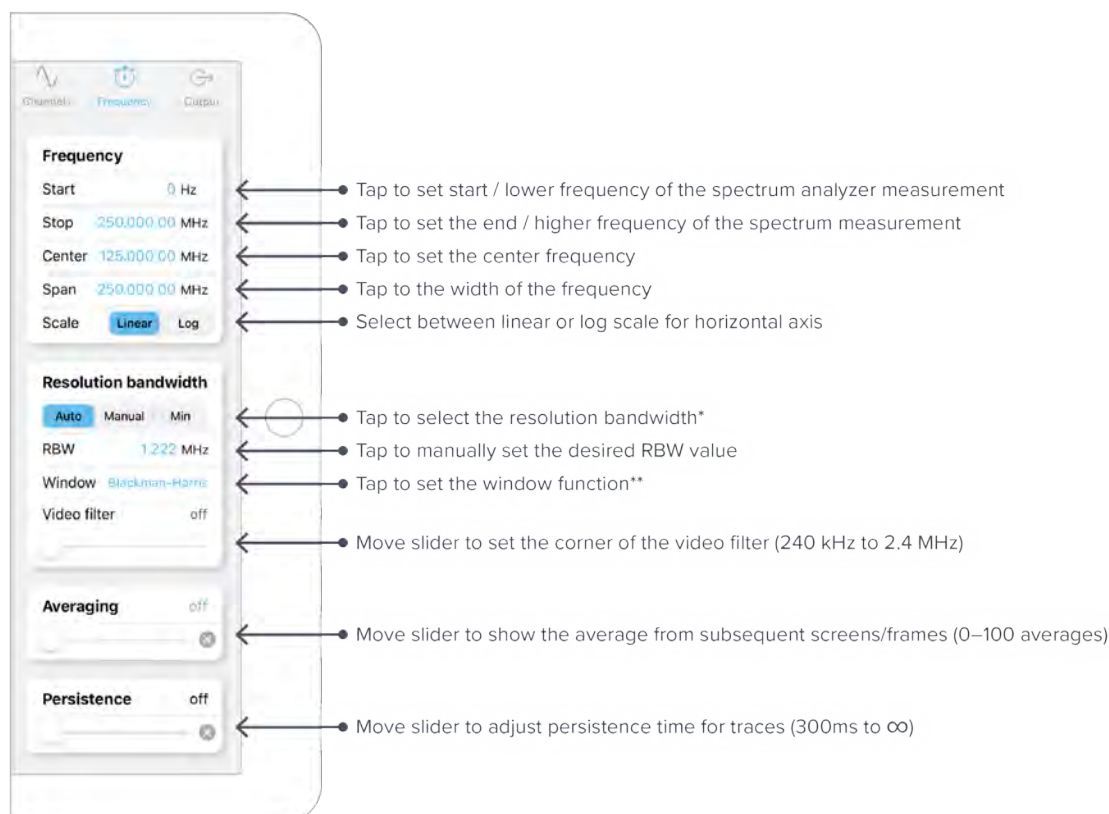 Channels Frequency Output
Frequency
Start 0 Hz Tap to set start / lower frequency of the spectrum analyzer measurement
Stop 250.000 00 MHz Tap to set the end / higher frequency of the spectrum measurement
Center 125.000 00 MHz Tap to set the center frequency
Span 250.000 00 MHz Tap to the width of the frequency
Scale Linear Log Select between linear or log scale for horizontal axis
Resolution bandwidth
Auto Manual Min Tap to select the resolution bandwidth*
RBW 1.222 MHz Tap to manually set the desired RBW value
Window Blackman-Harris Tap to set the window function**
Video filter off
Move slider to set the corner of the video filter (240 kHz to 2.4 MHz)
Averaging off
Move slider to show the average from subsequent screens/frames (0–100 averages)
Persistence off
Move slider to adjust persistence time for traces (300ms to ∞)